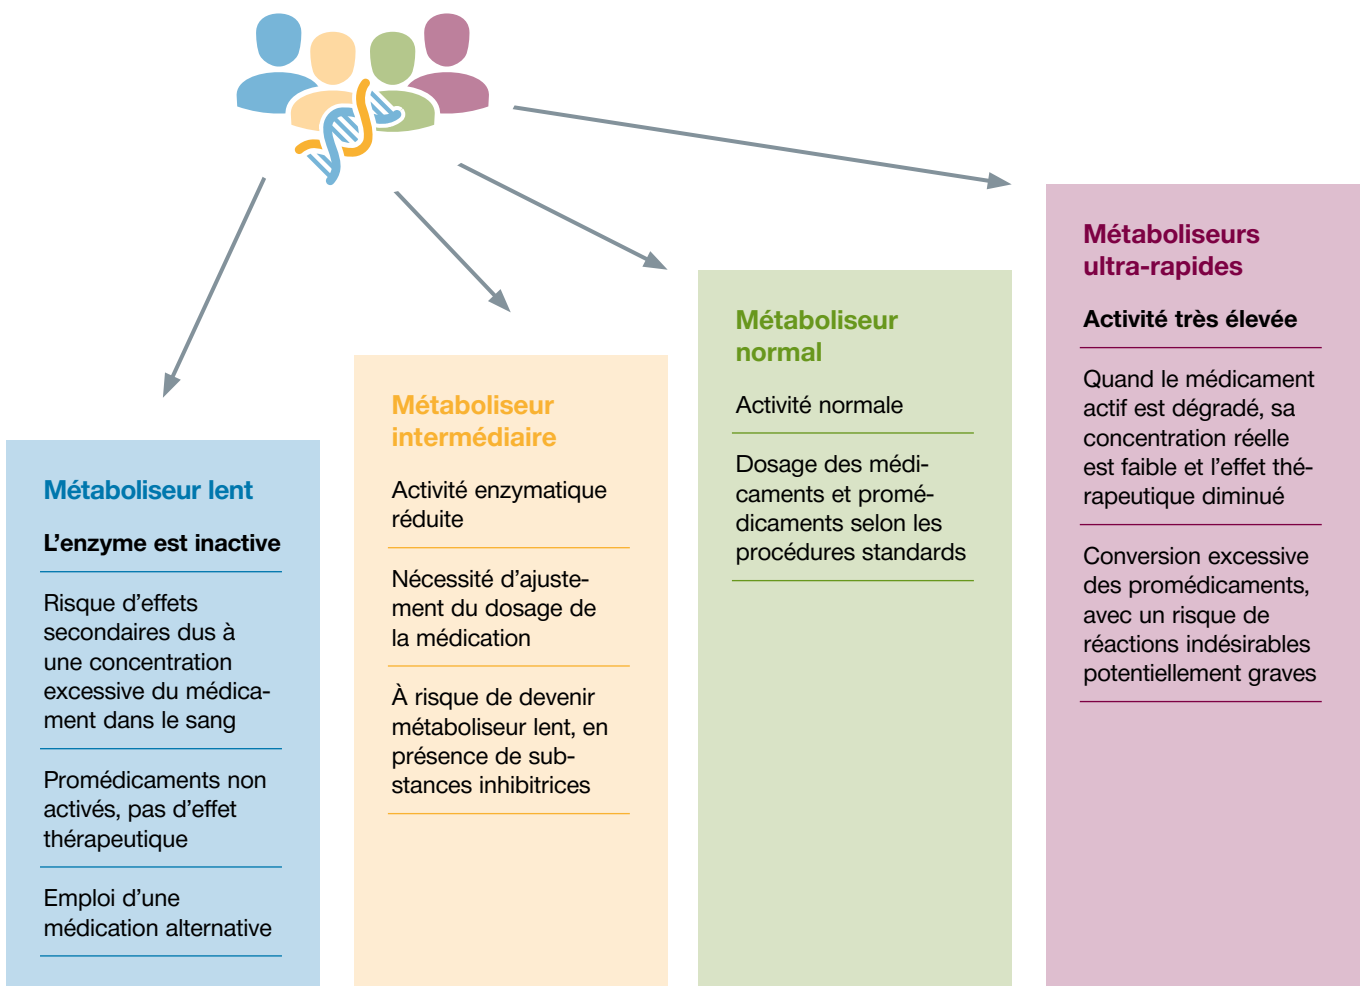 Métaboliseur lent
L’enzyme est inactive
Risque d’effets
secondaires dus à
une concentration
excessive du médica-
ment dans le sang
Promédicaments non
activés, pas d’effet
thérapeutique
Emploi d’une
médication alternative
Métaboliseur
intermédiaire
Activité enzymatique
réduite
Nécessité d’ajuste-
ment du dosage de
la médication
À risque de devenir
métaboliseur lent, en
présence de sub-
stances inhibitrices
Métaboliseur
normal
Activité normale
Dosage des médi-
caments et promé-
dicaments selon les
procédures standards
Métaboliseurs
ultra-rapides
Activité très élevée
Quand le médicament
actif est dégradé, sa
concentration réelle
est faible et l’effet thé-
rapeutique diminué
Conversion excessive
des promédicaments,
avec un risque de
réactions indésirables
potentiellement graves